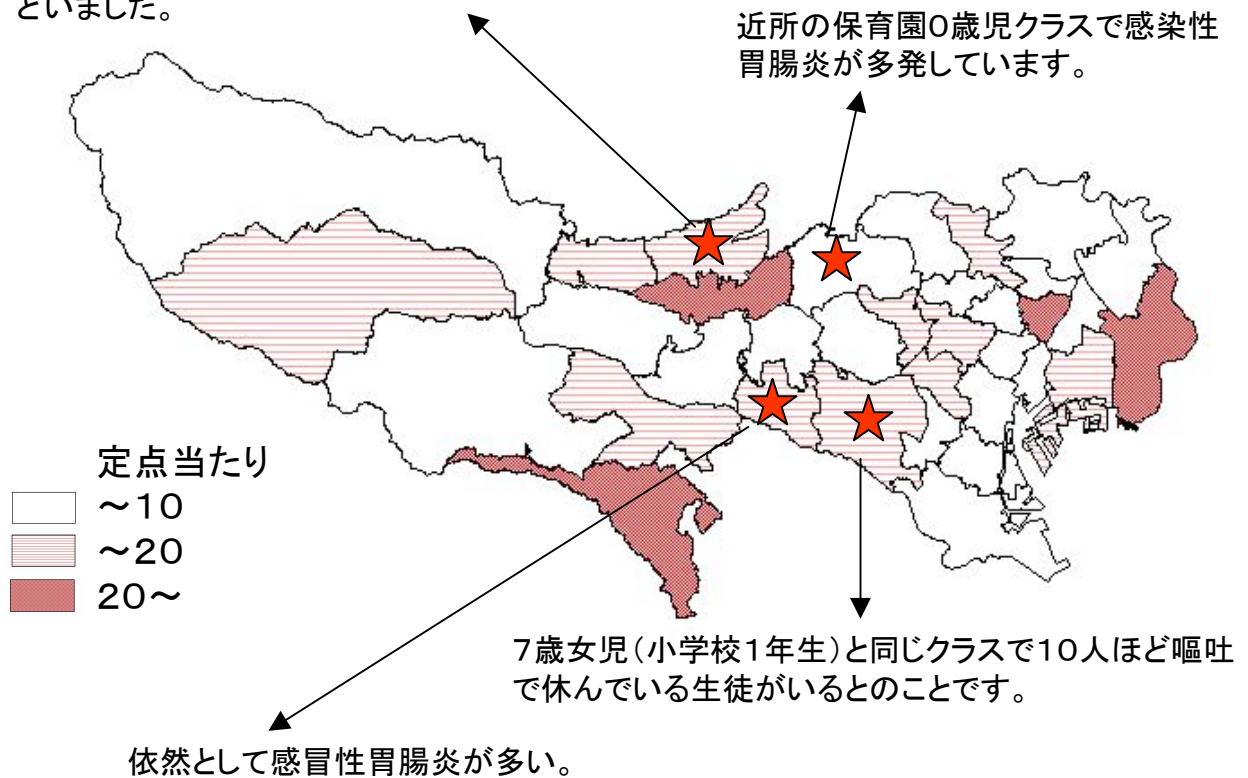 といました。
近所の保育園0歳児クラスで感染性
胃腸炎が多発しています。
定点当たり
～10
～20
20～
7歳女児(小学校1年生)と同じクラスで10人ほど嘔吐
で休んでいる生徒がいるとのことです。
依然として感冒性胃腸炎が多い。